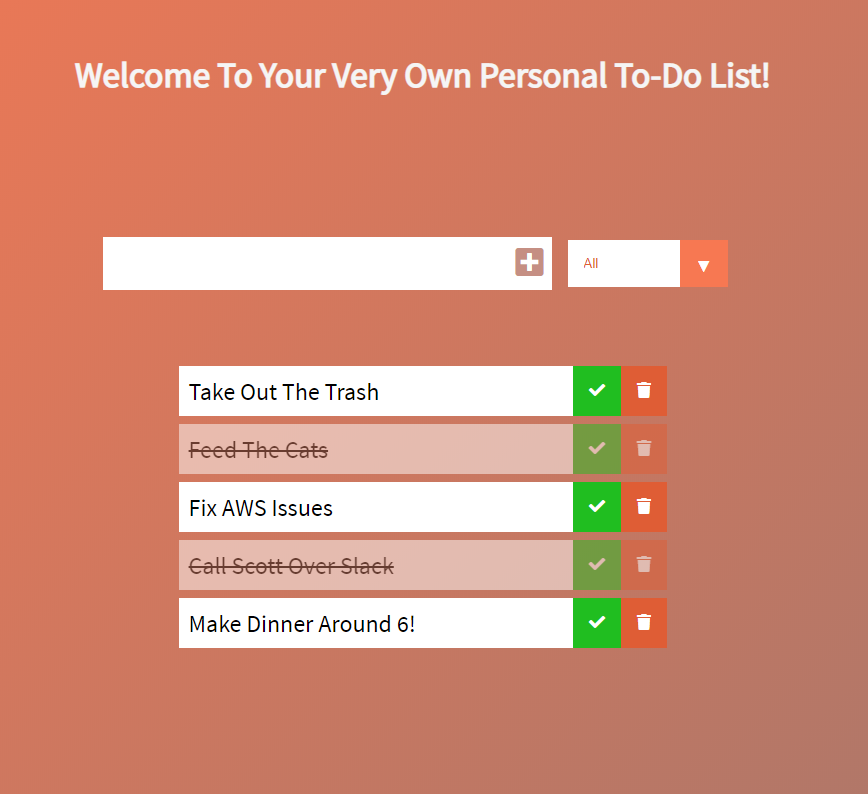 Welcome To Your Very Own Personal To-Do List!
All
Take Out The Trash
Feed The Cats
Fix AWS Issues
Call Scott Over Slack
Make Dinner Around 6!